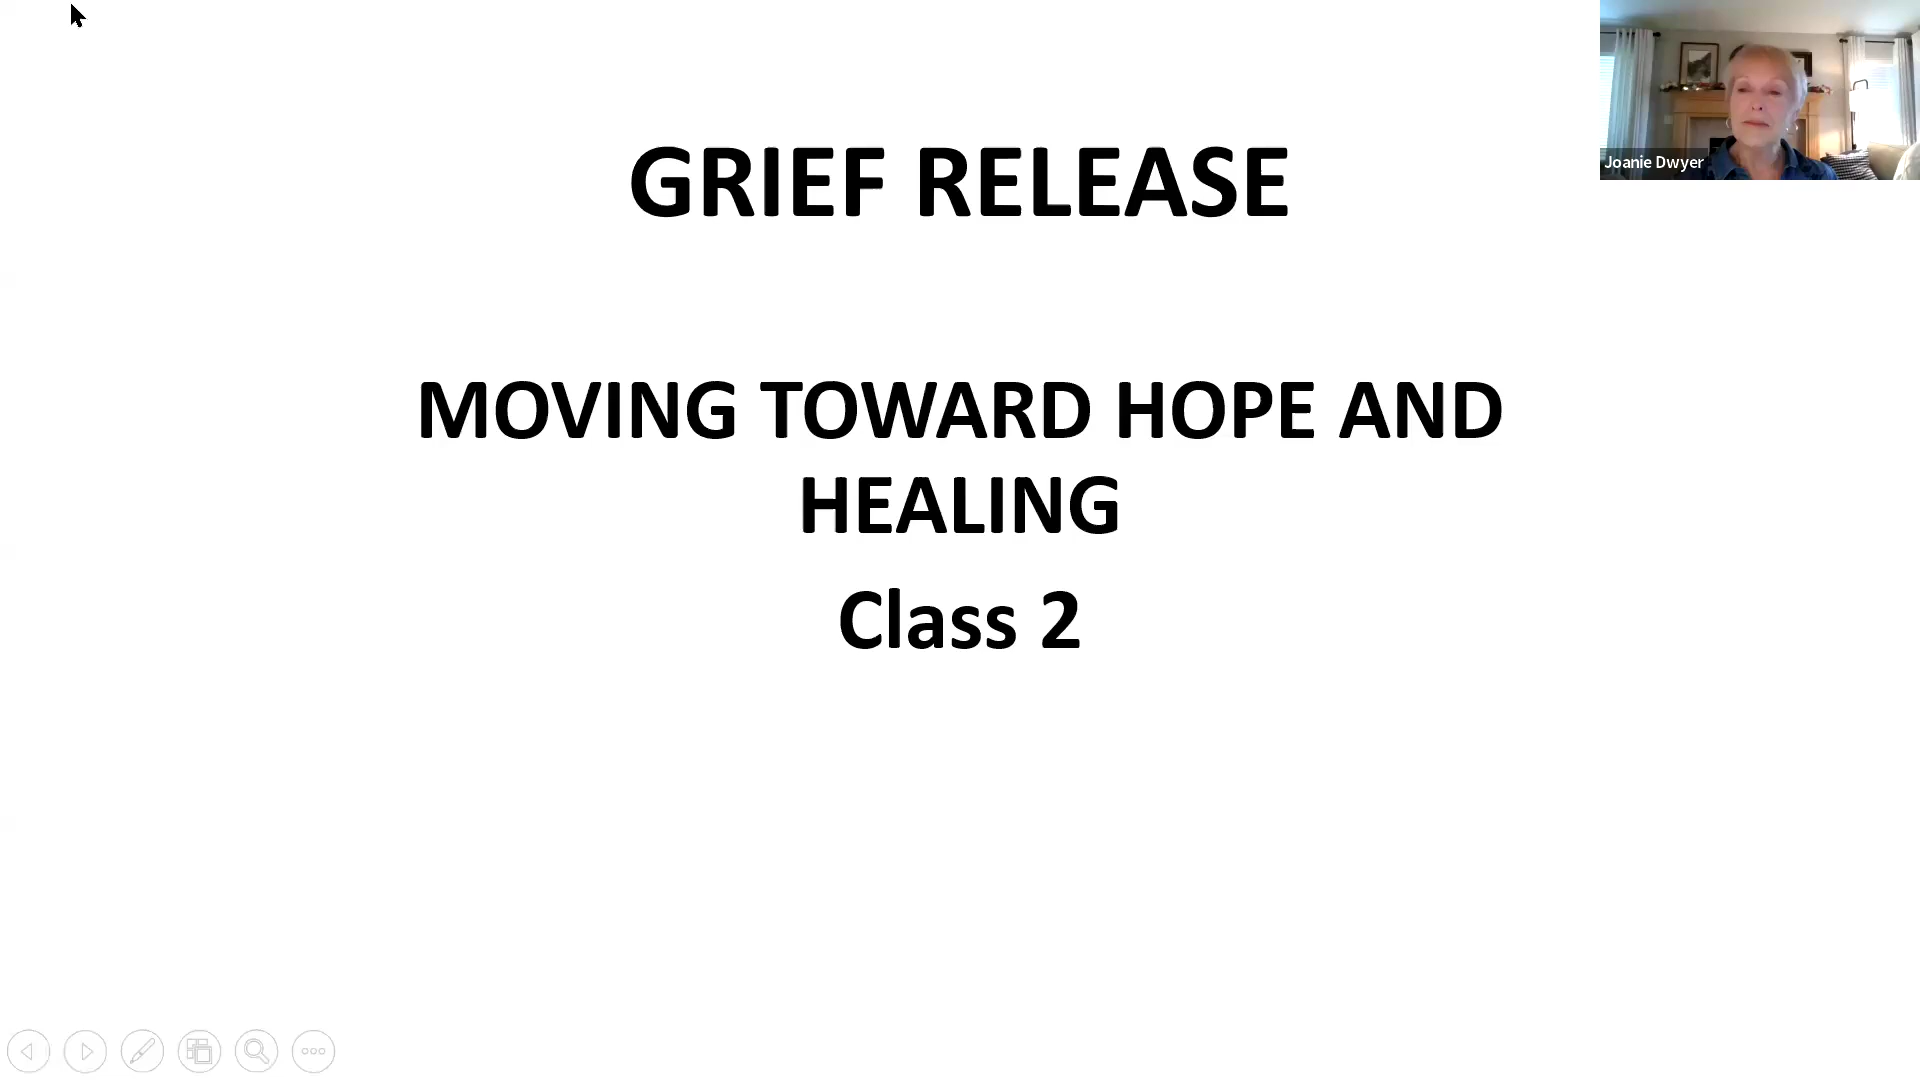 GRIEF RELEASE
Joanie Dwyer
MOVING TOWARD HOPE AND
HEALING
Class 2